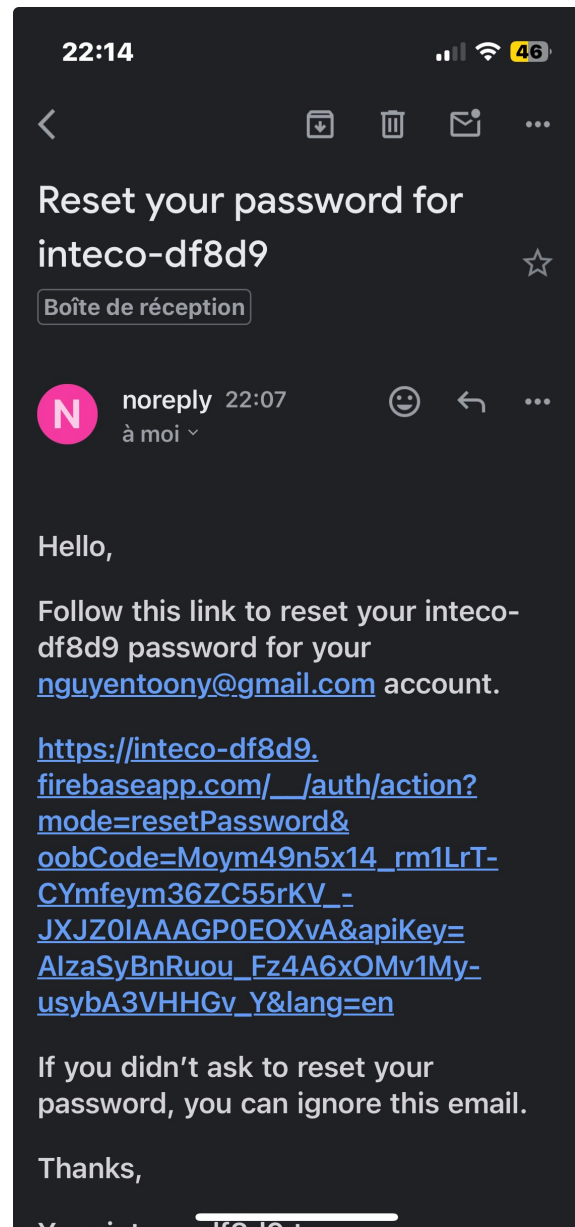 22:14
46
Reset your password for
inteco-df8d9
Boîte de réception
N
noreply 22:07
à moi
Hello,
Follow this link to reset your inteco-
df8d9 password for your
nguyentoony@gmail.com account.
https://inteco-df8d9.
firebaseapp.com/__/auth/action?
mode=resetPassword&
oobCode=Moym49n5x14_rm1LrT-
CYmfeym36ZC55rKV_-
JXJZ0IAAAGP0EOXvA&apiKey=
AIzaSyBnRuou_Fz4A6xOMv1My-
usybA3VHHGv_Y&lang=en
If you didn’t ask to reset your
password, you can ignore this email.
Thanks,